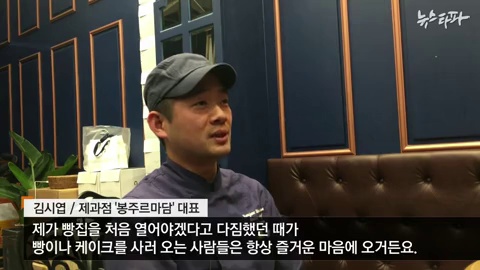 뉴스타파
김시엽 / 제과점 '봉주르마담' 대표
제가 빵집을 처음 열어야겠다고 다짐했던 때가
빵이나 케이크를 사러 오는 사람들은 항상 즐거운 마음에 오거든요.